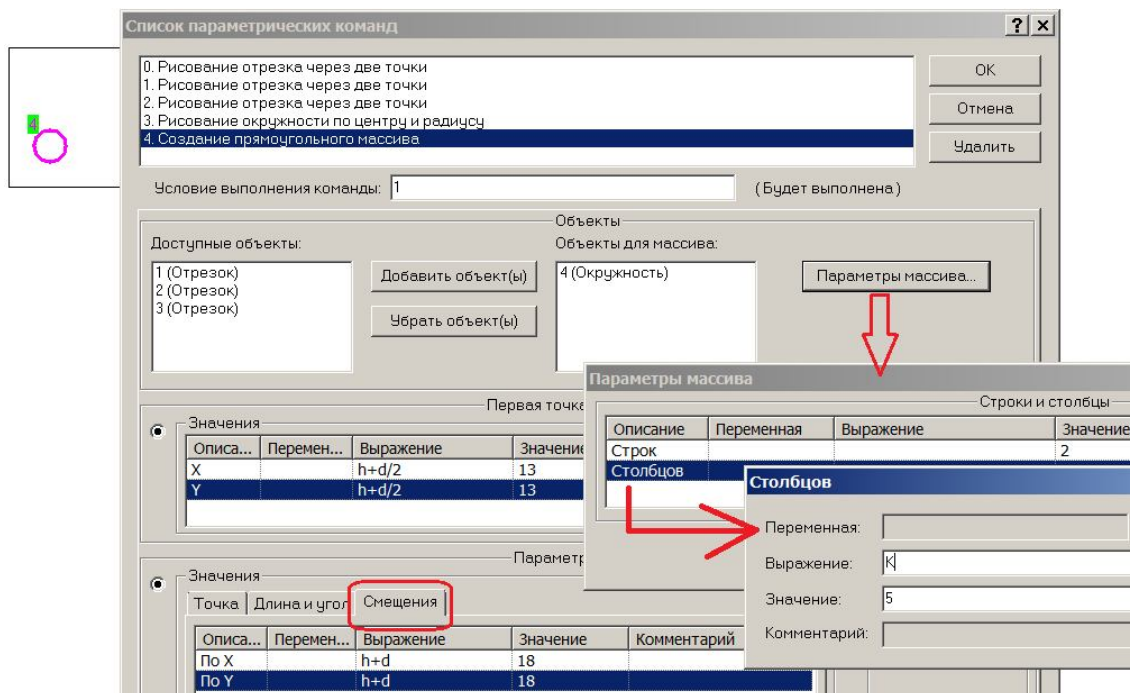 Список параметрических команд
0. Рисование отрезка через две точки
1. Рисование отрезка через две точки
2. Рисование отрезка через две точки
3. Рисование окружности по центру и радиусу
4. Создание прямоугольного массива
OK
Отмена
Удалить
4
Условие выполнения команды: 1 (Будет выполнена)
Объекты
Доступные объекты:
Объекты для массива:
1 (Отрезок)
2 (Отрезок)
3 (Отрезок)
Добавить объект(ы)
Убрать объект(ы)
4 (Окружность)
Параметры массива...
Первая точка
Значения
Описа... Перемен... Выражение Значение
X h+d/2 13
Y h+d/2 13
Параметры массива
Строки и столбцы
Описание Переменная Выражение Значение
Строк 2
Столбцов
Столбцов
Переменная:
Выражение: K
Значение: 5
Комментарий:
Параметр
Значения
Точка Длина и угол Смещения
Описа... Перемен... Выражение Значение Комментарий
По X h+d 18
По Y h+d 18